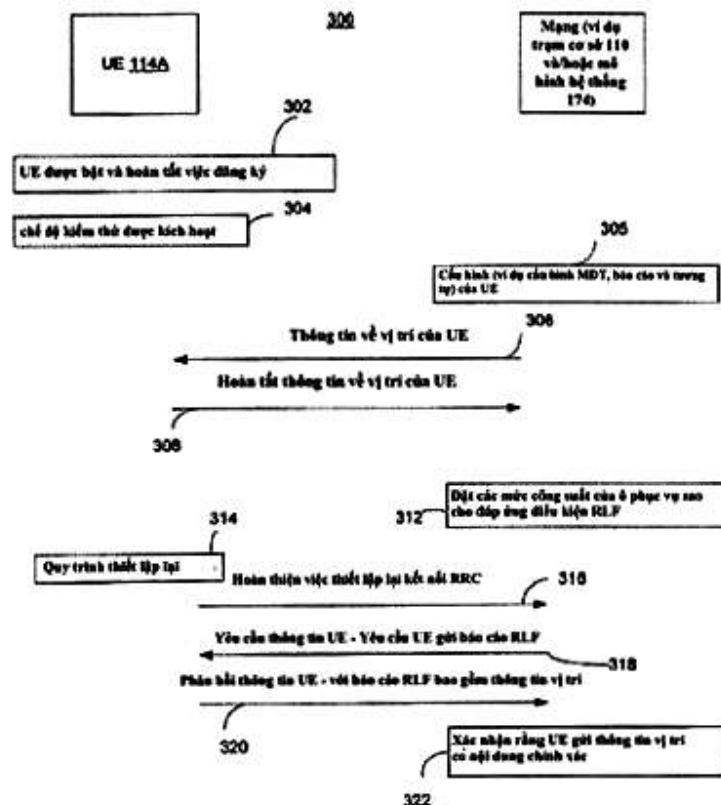 300
UE 114A
Mạng (ví dụ
trạm cơ sở 110
và/hoặc mô
hình hệ thống
174)
302
UE được bật và hoàn tất việc đăng ký
304
chế độ kiểm thử được kích hoạt
305
Cấu hình (ví dụ cấu hình MDT, báo cáo và tương
tự) của UE
306
Thông tin về vị trí của UE
Hoàn tất thông tin về vị trí của UE
308
312
Đặt các mức công suất của ô phục vụ sao
cho đáp ứng điều kiện RLF
314
Quy trình thiết lập lại
Hoàn thiện việc thiết lập lại kết nối RRC
316
Yêu cầu thông tin UE - Yêu cầu UE gửi báo cáo RLF
318
Phản hồi thông tin UE - với báo cáo RLF bao gồm thông tin vị trí
320
Xác nhận rằng UE gửi thông tin vị trí
có nội dung chính xác
322